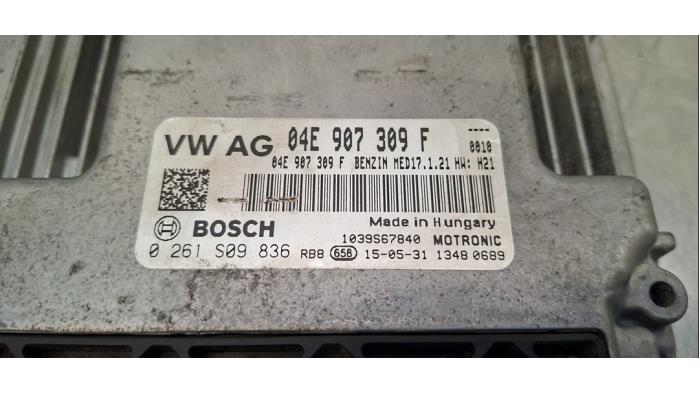 VW AG 04E 907 309 F ----
0010
04E 907 309 F BENZIN MED17.1.21 HW: H21
BOSCH Made in Hungary
1039S67840 MOTRONIC
0 261 S09 836 RBB 658 15-05-31 1348 0689